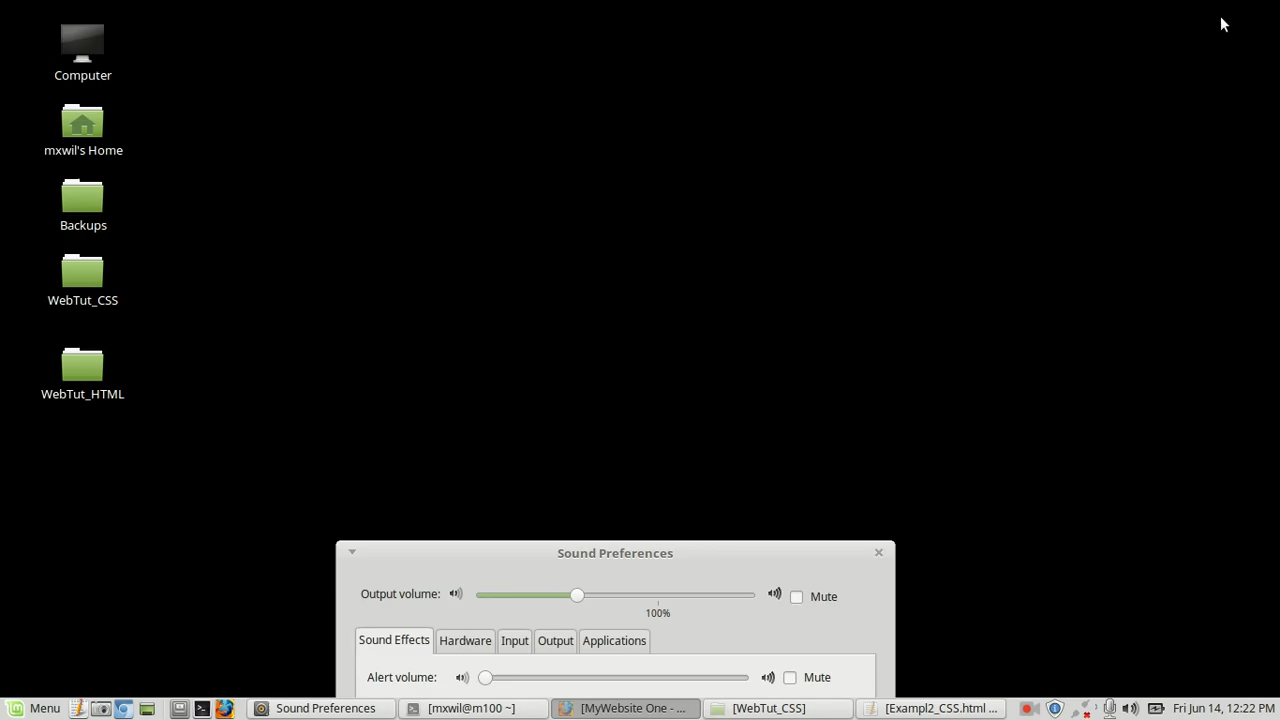 Computer
mxwil's Home
Backups
WebTut_CSS
WebTut_HTML
Sound Preferences
Output volume:
Mute
100%
Sound Effects Hardware Input Output Applications
Alert volume:
Mute
Menu Sound Preferences [mxwil@m100 ~] [MyWebsite One - ... [WebTut_CSS] [Exampl2_CSS.html ... Fri Jun 14, 12:22 PM